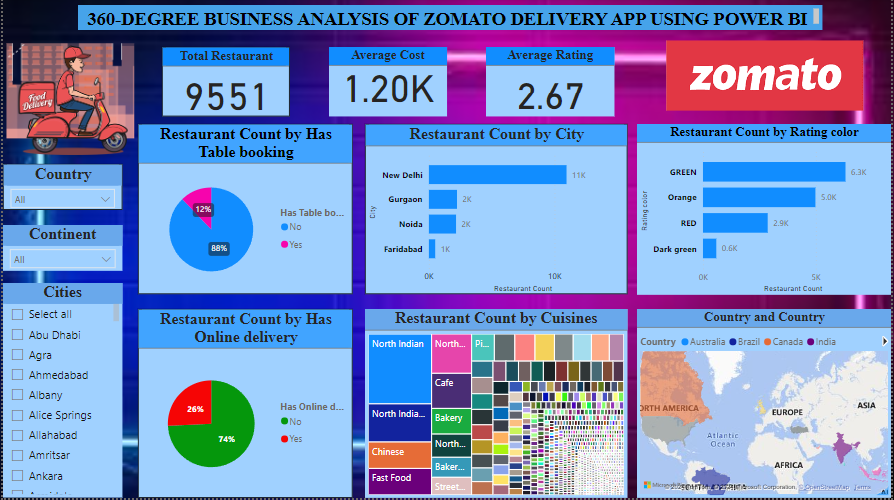 360-DEGREE BUSINESS ANALYSIS OF ZOMATO DELIVERY APP USING POWER BI
Food
Delivery
Total Restaurant
9551
Average Cost
1.20K
Average Rating
2.67
zomato
Country
All
Continent
All
Cities
Select all
Abu Dhabi
Agra
Ahmedabad
Albany
Alice Springs
Allahabad
Amritsar
Ankara
Restaurant Count by Has
Table booking
12%
88%
Has Table bo...
No
Yes
Restaurant Count by City
City
New Delhi 11K
Gurgaon 2K
Noida 2K
Faridabad 1K
0K 10K
Restaurant Count
Restaurant Count by Rating color
Rating color
GREEN 6.3K
Orange 5.0K
RED 2.9K
Dark green 0.6K
0K 5K
Restaurant Count
Restaurant Count by Has
Online delivery
26%
74%
Has Online d...
No
Yes
Restaurant Count by Cuisines
North Indian
North India...
Chinese
Fast Food
North...
Cafe
Bakery
North...
Baker...
Street...
Pi...
Country and Country
Country Australia Brazil Canada India
NORTH AMERICA
EUROPE
ASIA
Atlantic
Ocean
AFRICA
Microsoft Corporation, © OpenStreetMap Terms